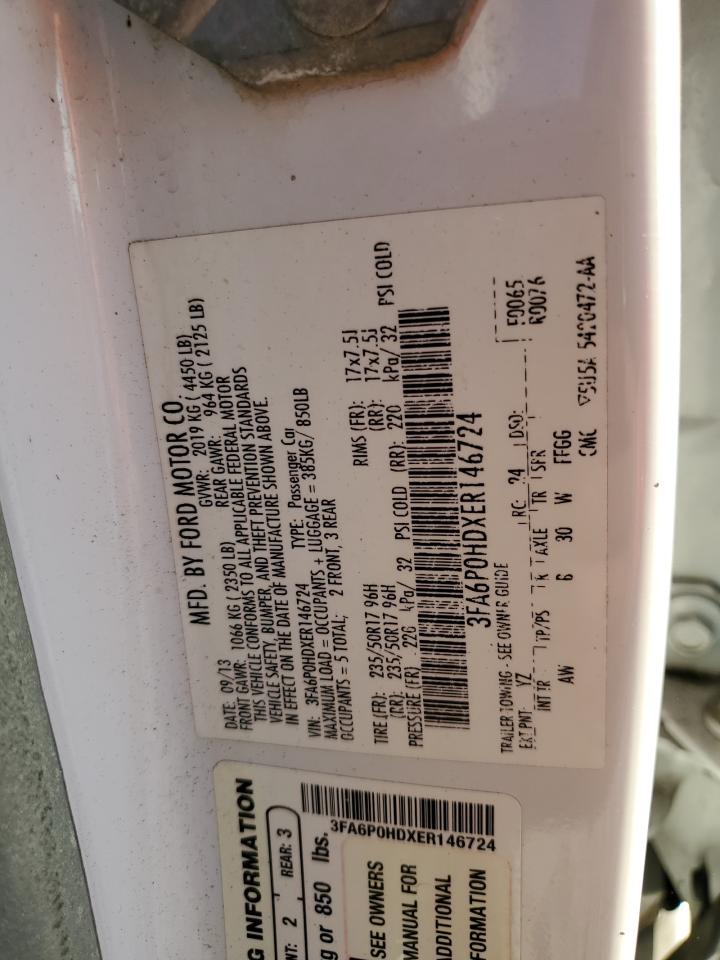 MFD. BY FORD MOTOR CO.
DATE: 09/13 GVWR: 2019 KG ( 4450 LB)
FRONT GAWR: 1066 KG ( 2350 LB) REAR GAWR: 964 KG ( 2125 LB)
THIS VEHICLE CONFORMS TO ALL APPLICABLE FEDERAL MOTOR
VEHICLE SAFETY, BUMPER, AND THEFT PREVENTION STANDARDS
IN EFFECT ON THE DATE OF MANUFACTURE SHOWN ABOVE.
VIN: 3FA6P0HDXER146724 TYPE: Passenger Car
MAXIMUM LOAD = OCCUPANTS + LUGGAGE = 385KG/ 850LB
OCCUPANTS = 5 TOTAL: 2 FRONT, 3 REAR
TIRE (FR): 235/50R17 96H RIMS (FR): 17x7.5J
(RR): 235/50R17 96H (RR): 17x7.5J
PRESSURE (FR) 220 kPa/ 32 PSI COLD (RR): 220 kPa/ 32 PSI COLD
3FA6P0HDXER146724
TRAILER TOWING - SEE OWNER GUIDE
EXT PNT: YZ RC: 24 DSO: F0065
R0076
INT TR TP/PS R AXLE TR SPR
AW 6 30 W FFGG
CMC 5420472-AA
G INFORMATION
NT: 2 REAR: 3
g or 850 lbs.
3FA6P0HDXER146724
SEE OWNERS
MANUAL FOR
ADDITIONAL
FORMATION